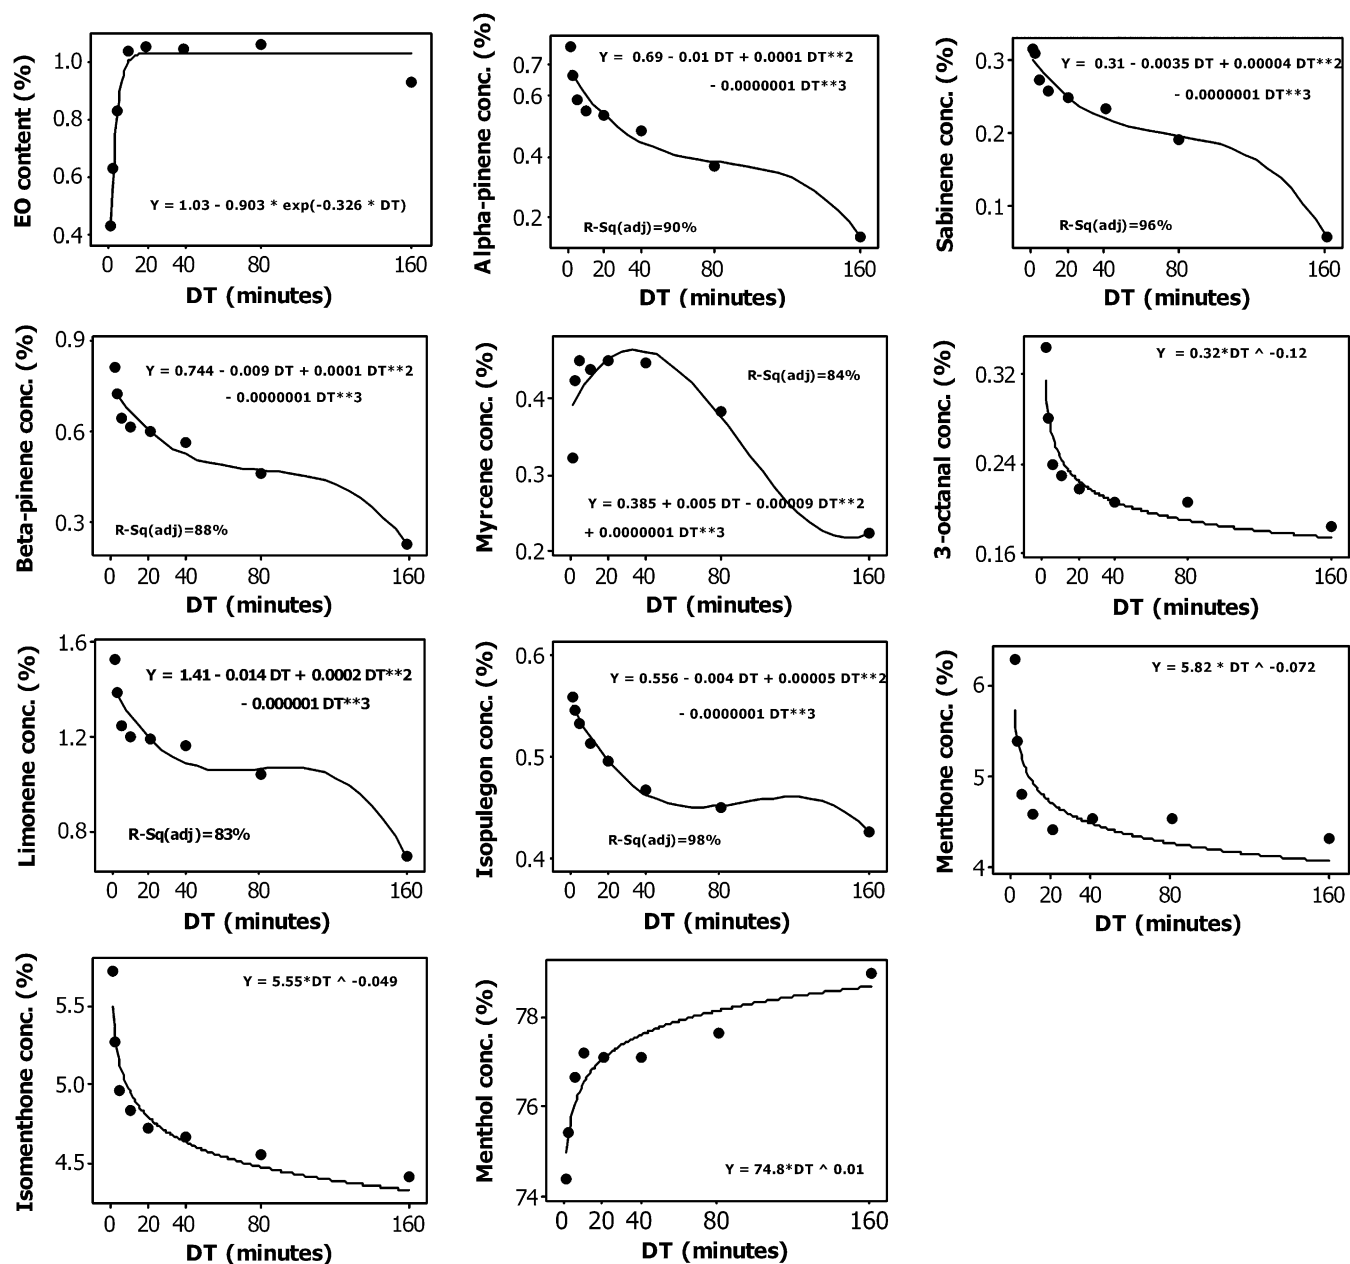 EO content (%)
1.0
0.8
0.6
0.4
Y = 1.03 - 0.903 * exp(-0.326 * DT)
0 20 40 80 160
DT (minutes)
Alpha-pinene conc. (%)
0.7
0.6
0.4
0.2
Y = 0.69 - 0.01 DT + 0.0001 DT**2
- 0.0000001 DT**3
R-Sq(adj)=90%
0 20 40 80 160
DT (minutes)
Sabinene conc. (%)
0.3
0.2
0.1
Y = 0.31 - 0.0035 DT + 0.00004 DT**2
- 0.0000001 DT**3
R-Sq(adj)=96%
0 20 40 80 160
DT (minutes)
Beta-pinene conc. (%)
0.9
0.6
0.3
Y = 0.744 - 0.009 DT + 0.0001 DT**2
- 0.0000001 DT**3
R-Sq(adj)=88%
0 20 40 80 160
DT (minutes)
Myrcene conc. (%)
0.4
0.3
0.2
R-Sq(adj)=84%
Y = 0.385 + 0.005 DT - 0.00009 DT**2
+ 0.0000001 DT**3
0 20 40 80 160
DT (minutes)
3-octanal conc. (%)
0.32
0.24
0.16
Y = 0.32*DT ^ -0.12
0 20 40 80 160
DT (minutes)
Limonene conc. (%)
1.6
1.2
0.8
Y = 1.41 - 0.014 DT + 0.0002 DT**2
- 0.000001 DT**3
R-Sq(adj)=83%
0 20 40 80 160
DT (minutes)
Isopulegon conc. (%)
0.6
0.5
0.4
Y = 0.556 - 0.004 DT + 0.00005 DT**2
- 0.0000001 DT**3
R-Sq(adj)=98%
0 20 40 80 160
DT (minutes)
Menthone conc. (%)
6
5
4
Y = 5.82 * DT ^ -0.072
0 20 40 80 160
DT (minutes)
Isomenthone conc. (%)
5.5
5.0
4.5
Y = 5.55*DT ^ -0.049
0 20 40 80 160
DT (minutes)
Menthol conc. (%)
78
76
74
Y = 74.8*DT ^ 0.01
0 20 40 80 160
DT (minutes)